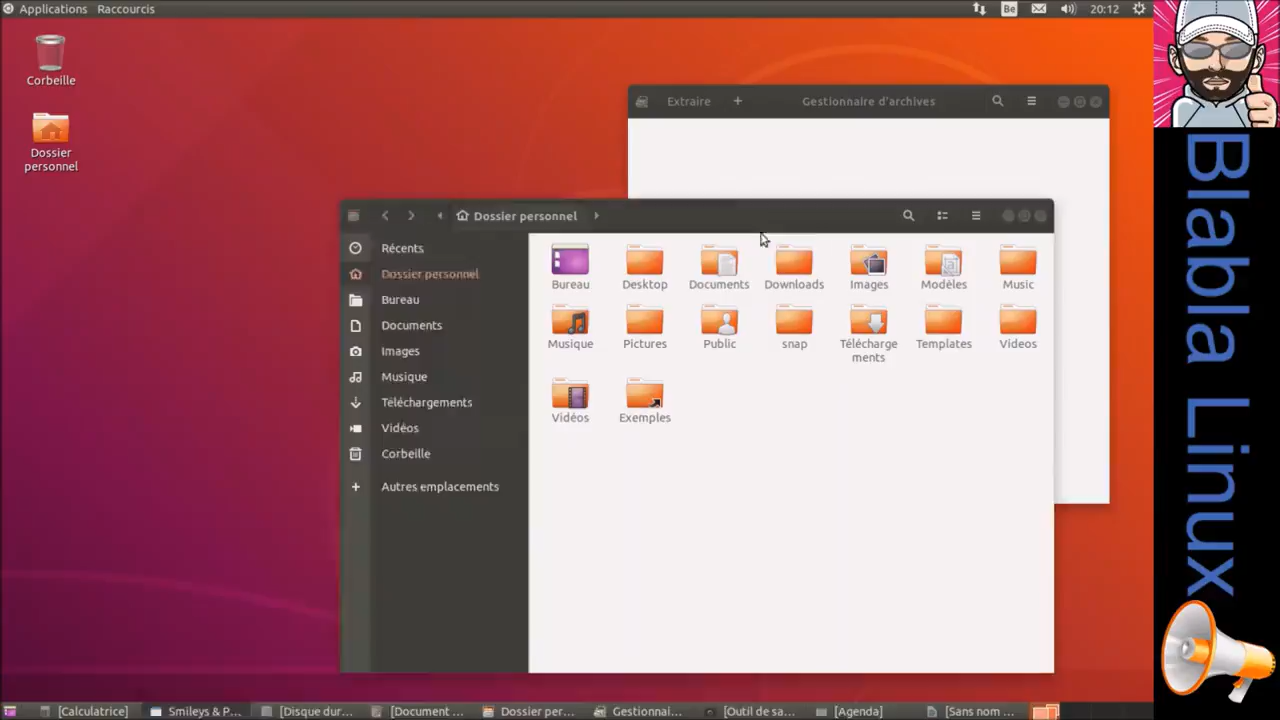 Applications Raccourcis Be 20:12
Corbeille
Dossier
personnel
Extraire + Gestionnaire d'archives
Dossier personnel
Récents
Dossier personnel
Bureau
Documents
Images
Musique
Téléchargements
Vidéos
Corbeille
+ Autres emplacements
Bureau Desktop Documents Downloads Images Modèles Music
Musique Pictures Public snap Télécharge
ments Templates Videos
Vidéos Exemples
[Calculatrice] Smileys & P... [Disque dur... [Document ... Dossier per... Gestionnai... [Outil de sa... [Agenda] [Sans nom ...
Blabla Linux